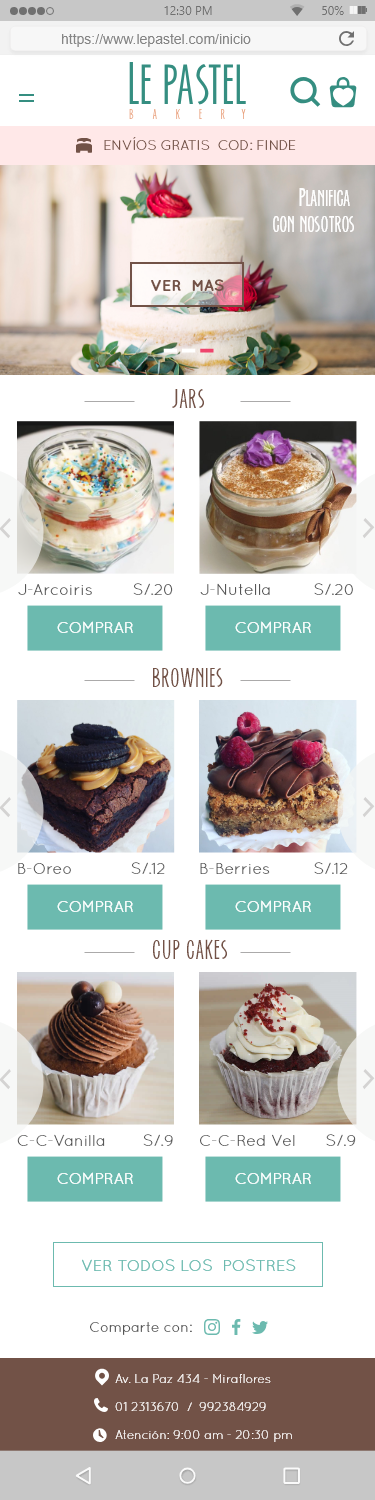 12:30 PM 50%
https://www.lepastel.com/inicio
LE PASTEL
BAKERY
ENVÍOS GRATIS COD: FINDE
PLANIFICA
CON NOSOTROS
VER MAS
JARS
J-Arcoiris S/.20
J-Nutella S/.20
COMPRAR
COMPRAR
BROWNIES
B-Oreo S/.12
B-Berries S/.12
COMPRAR
COMPRAR
CUP CAKES
C-C-Vanilla S/.9
C-C-Red Vel S/.9
COMPRAR
COMPRAR
VER TODOS LOS POSTRES
Comparte con:
Av. La Paz 434 - Miraflores
01 2313670 / 992384929
Atención: 9:00 am - 20:30 pm